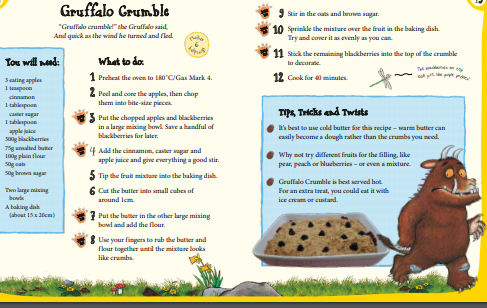 Gruffalo Crumble
"Gruffalo crumble!" the Gruffalo said,
And quick as the wind he turned and fled.
Makes
6
helpings
You will need:
3 eating apples
1 teaspoon
cinnamon
1 tablespoon
caster sugar
1 tablespoon
apple juice
300g blackberries
75g unsalted butter
100g plain flour
50g oats
50g brown sugar
Two large mixing
bowls
A baking dish
(about 15 x 20cm)
What to do:
1 Preheat the oven to 180°C/Gas Mark 4.
2 Peel and core the apples, then chop
them into bite-size pieces.
3 Put the chopped apples and blackberries
in a large mixing bowl. Save a handful of
blackberries for later.
4 Add the cinnamon, caster sugar and
apple juice and give everything a good stir.
5 Tip the fruit mixture into the baking dish.
6 Cut the butter into small cubes of
around 1cm.
7 Put the butter in the other large mixing
bowl and add the flour.
8 Use your fingers to rub the butter and
flour together until the mixture looks
like crumbs.
9 Stir in the oats and brown sugar.
10 Sprinkle the mixture over the fruit in the baking dish.
Try and cover it as evenly as you can.
11 Stick the remaining blackberries into the top of the crumble
to decorate.
12 Cook for 40 minutes.
Tips, Tricks and Twists
It's best to use cold butter for this recipe – warm butter can
easily become a dough rather than the crumbs you need.
Why not try different fruits for the filling, like
pear, peach or blueberries – or even a mixture.
Gruffalo Crumble is best served hot.
For an extra treat, you could eat it with
ice cream or custard.